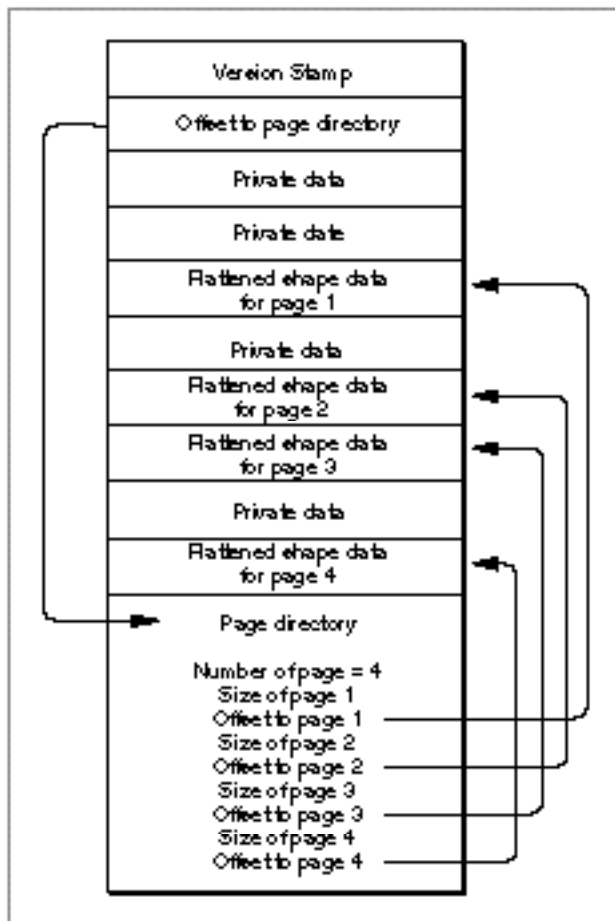 Version Stamp
Offset to page directory
Private data
Private date
Flattened shape data
for page 1
Private data
Flattened shape data
for page 2
Flattened shape data
for page 3
Private data
Flattened shape data
for page 4
Page directory
Number of page = 4
Size of page 1
Offset to page 1
Size of page 2
Offset to page 2
Size of page 3
Offset to page 3
Size of page 4
Offset to page 4